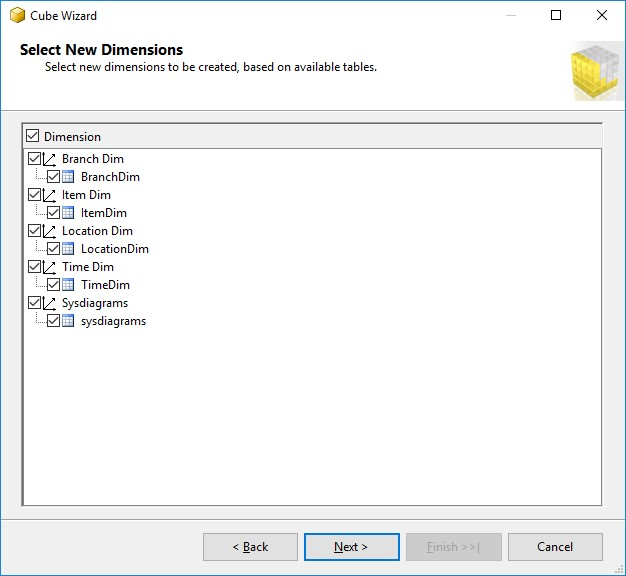 Cube Wizard
Select New Dimensions
Select new dimensions to be created, based on available tables.
Dimension
Branch Dim
BranchDim
Item Dim
ItemDim
Location Dim
LocationDim
Time Dim
TimeDim
Sysdiagrams
sysdiagrams
< Back
Next >
Finish >>|
Cancel